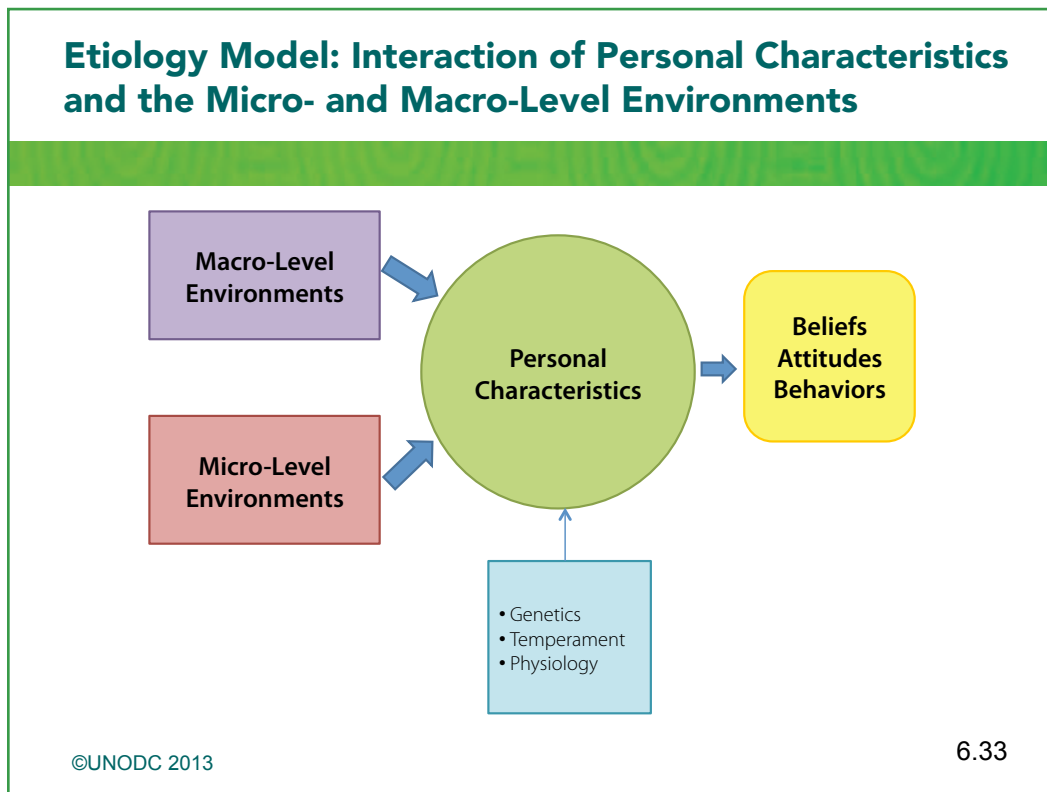 Etiology Model: Interaction of Personal Characteristics
and the Micro- and Macro-Level Environments
Macro-Level
Environments
Micro-Level
Environments
Personal
Characteristics
Beliefs
Attitudes
Behaviors
• Genetics
• Temperament
• Physiology
©UNODC 2013
6.33